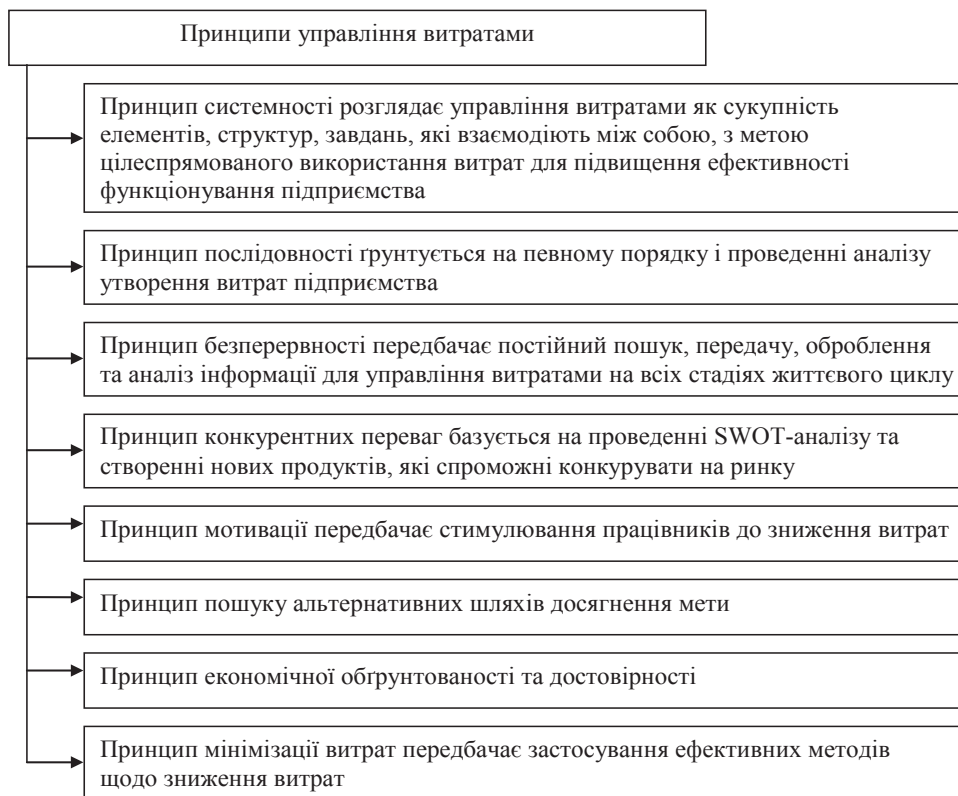 Принципи управління витратами
Принцип системності розглядає управління витратами як сукупність
елементів, структур, завдань, які взаємодіють між собою, з метою
цілеспрямованого використання витрат для підвищення ефективності
функціонування підприємства
Принцип послідовності ґрунтується на певному порядку і проведенні аналізу
утворення витрат підприємства
Принцип безперервності передбачає постійний пошук, передачу, оброблення
та аналіз інформації для управління витратами на всіх стадіях життєвого циклу
Принцип конкурентних переваг базується на проведенні SWOT-аналізу та
створенні нових продуктів, які спроможні конкурувати на ринку
Принцип мотивації передбачає стимулювання працівників до зниження витрат
Принцип пошуку альтернативних шляхів досягнення мети
Принцип економічної обґрунтованості та достовірності
Принцип мінімізації витрат передбачає застосування ефективних методів
щодо зниження витрат